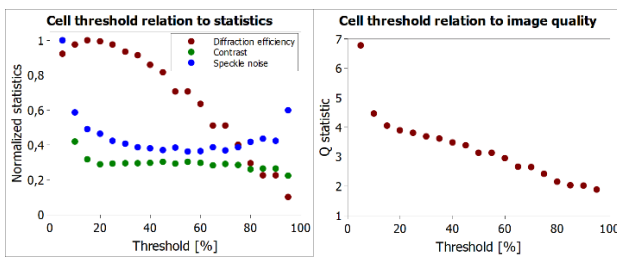 Cell threshold relation to statistics
Normalized statistics
1
0,8
0,6
0,4
0,2
0
Diffraction efficiency
Contrast
Speckle noise
0 20 40 60 80 100
Threshold [%]
Cell threshold relation to image quality
Q statistic
7
6
5
4
3
2
1
0 20 40 60 80 100
Threshold [%]